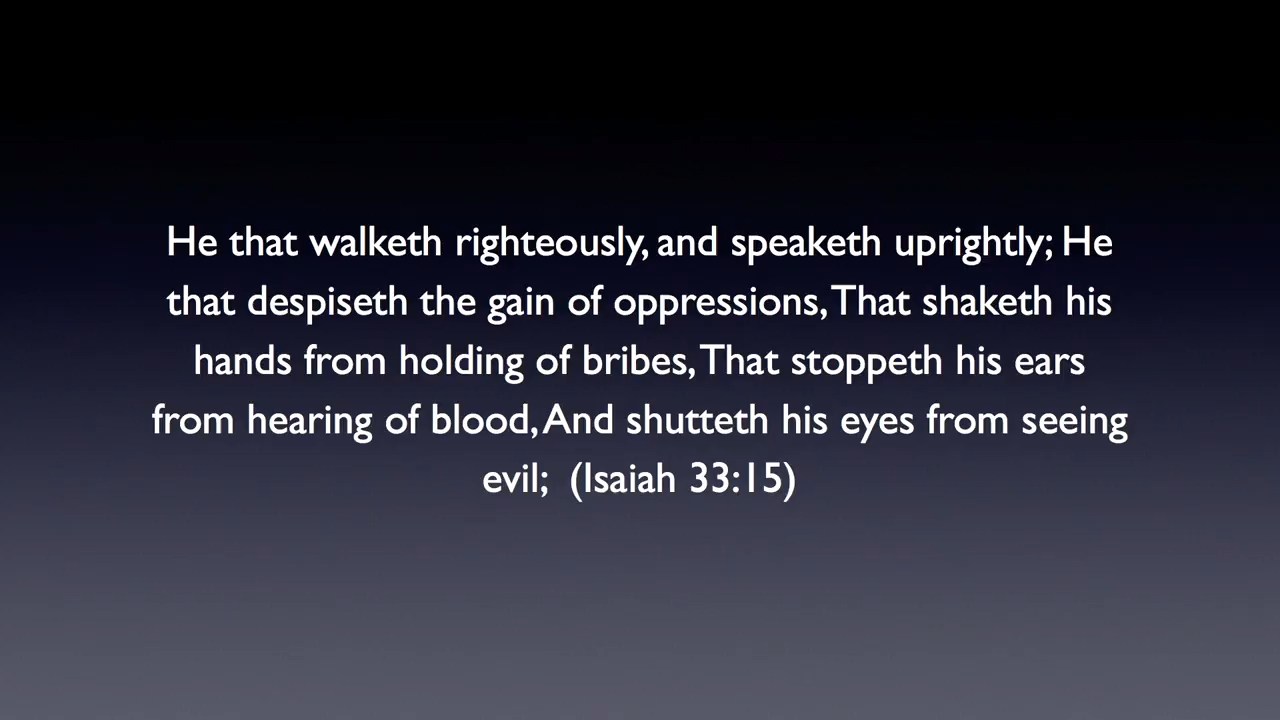 He that walketh righteously, and speaketh uprightly; He
that despiseth the gain of oppressions, That shaketh his
hands from holding of bribes, That stoppeth his ears
from hearing of blood, And shutteth his eyes from seeing
evil;  (Isaiah 33:15)